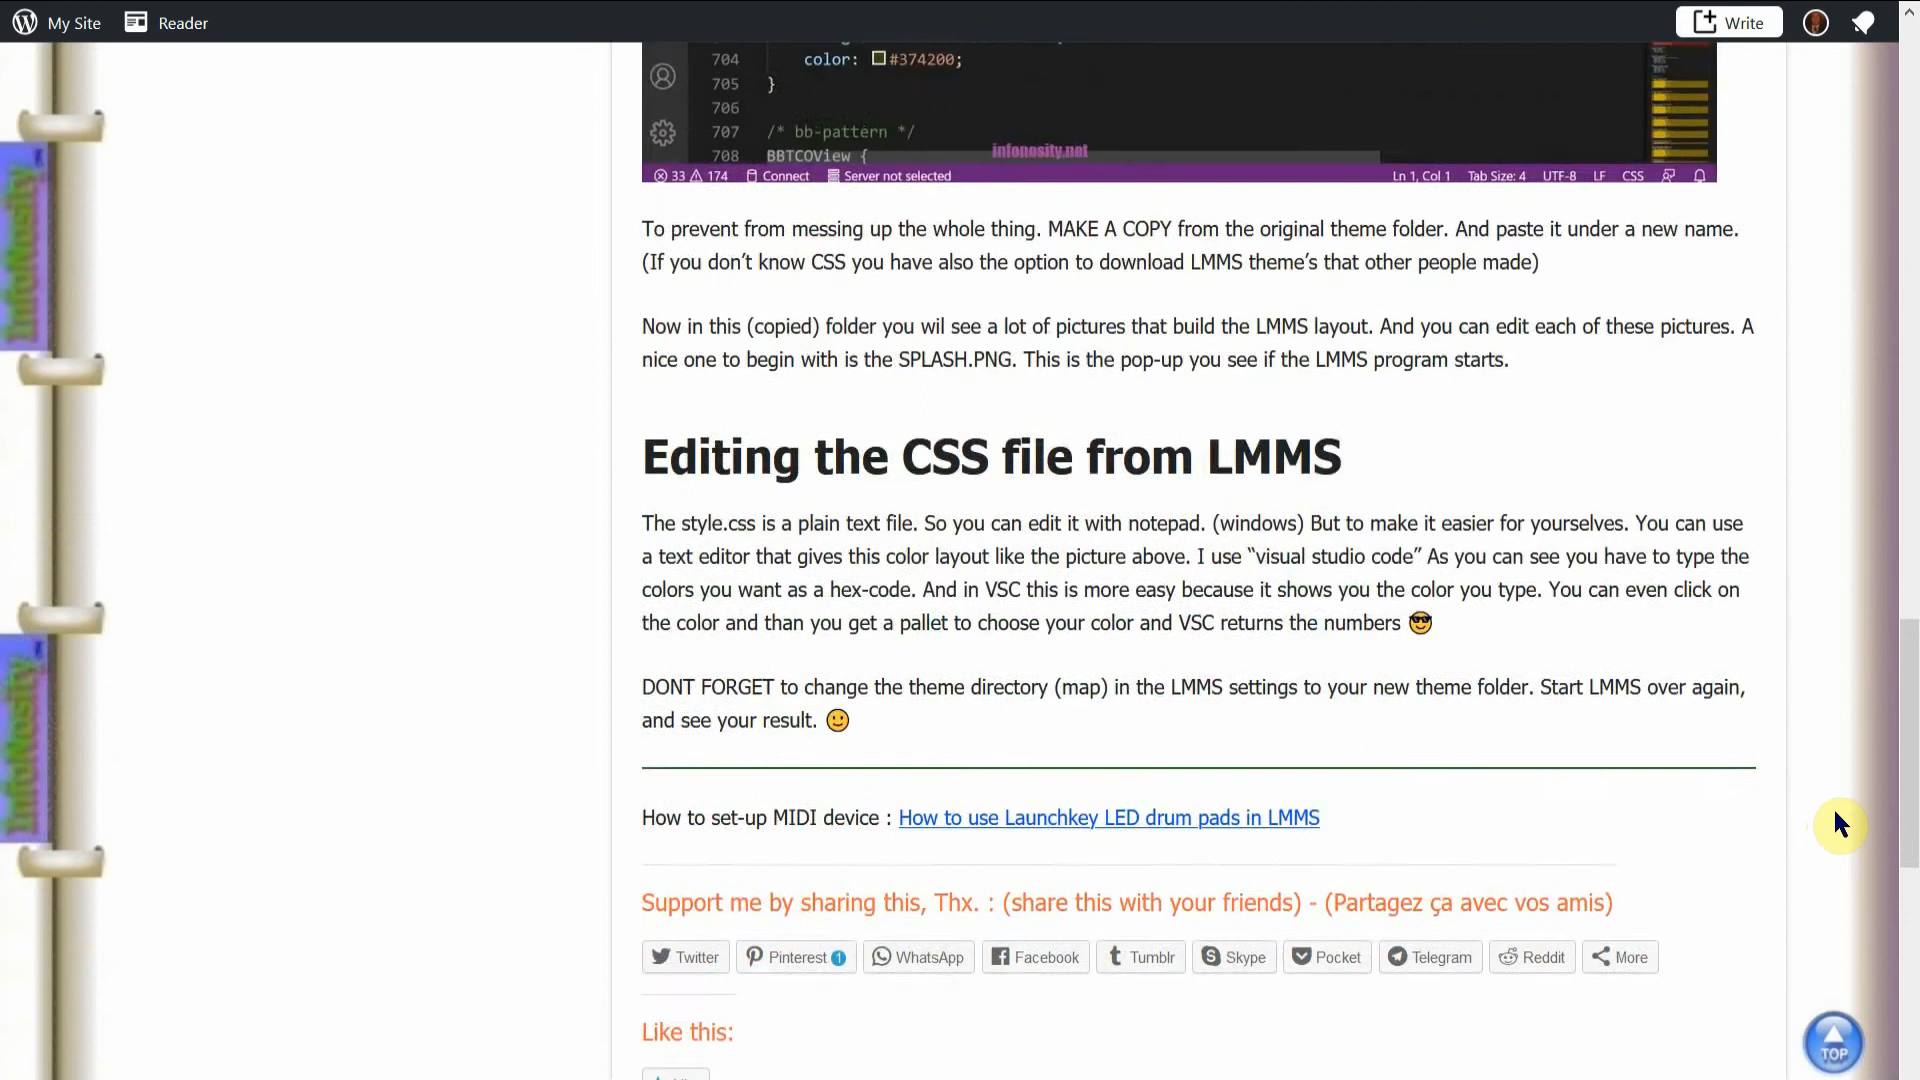 My Site
Reader
Write
704 color: #374200;
705 }
706
707 /* bb-pattern */
708 BBTCOView {
infonosity.net
33 174 Connect Server not selected Ln 1, Col 1 Tab Size: 4 UTF-8 LF CSS
InfoNosity
To prevent from messing up the whole thing. MAKE A COPY from the original theme folder. And paste it under a new name.
(If you don’t know CSS you have also the option to download LMMS theme’s that other people made)
Now in this (copied) folder you wil see a lot of pictures that build the LMMS layout. And you can edit each of these pictures. A
nice one to begin with is the SPLASH.PNG. This is the pop-up you see if the LMMS program starts.
Editing the CSS file from LMMS
The style.css is a plain text file. So you can edit it with notepad. (windows) But to make it easier for yourselves. You can use
a text editor that gives this color layout like the picture above. I use “visual studio code” As you can see you have to type the
colors you want as a hex-code. And in VSC this is more easy because it shows you the color you type. You can even click on
the color and than you get a pallet to choose your color and VSC returns the numbers 😎
DONT FORGET to change the theme directory (map) in the LMMS settings to your new theme folder. Start LMMS over again,
and see your result. 🙂
InfoNosity
How to set-up MIDI device : How to use Launchkey LED drum pads in LMMS
Support me by sharing this, Thx. : (share this with your friends) - (Partagez ça avec vos amis)
Twitter Pinterest 1 WhatsApp Facebook Tumblr Skype Pocket Telegram Reddit More
Like this:
TOP